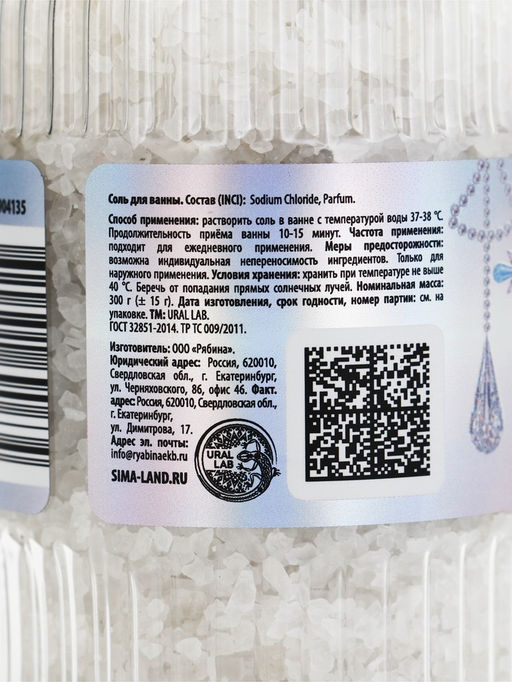 004135
Соль для ванны. Состав (INCI): Sodium Chloride, Parfum.
Способ применения: растворить соль в ванне с температурой воды 37-38 °C.
Продолжительность приёма ванны 10-15 минут. Частота применения:
подходит для ежедневного применения. Меры предосторожности:
возможна индивидуальная непереносимость ингредиентов. Только для
наружного применения. Условия хранения: хранить при температуре не выше
40 °C. Беречь от попадания прямых солнечных лучей. Номинальная масса:
300 г (± 15 г). Дата изготовления, срок годности, номер партии: см. на
упаковке. ТМ: URAL LAB.
ГОСТ 32851-2014. ТР ТС 009/2011.
Изготовитель: ООО «Рябина».
Юридический адрес: Россия, 620010,
Свердловская обл., г. Екатеринбург,
ул. Черняховского, 86, офис 46. Факт.
адрес: Россия, 620010, Свердловская обл.,
г. Екатеринбург,
ул. Димитрова, 17.
Адрес эл. почты:
info@ryabinaekb.ru
SIMA-LAND.RU
URAL
LAB